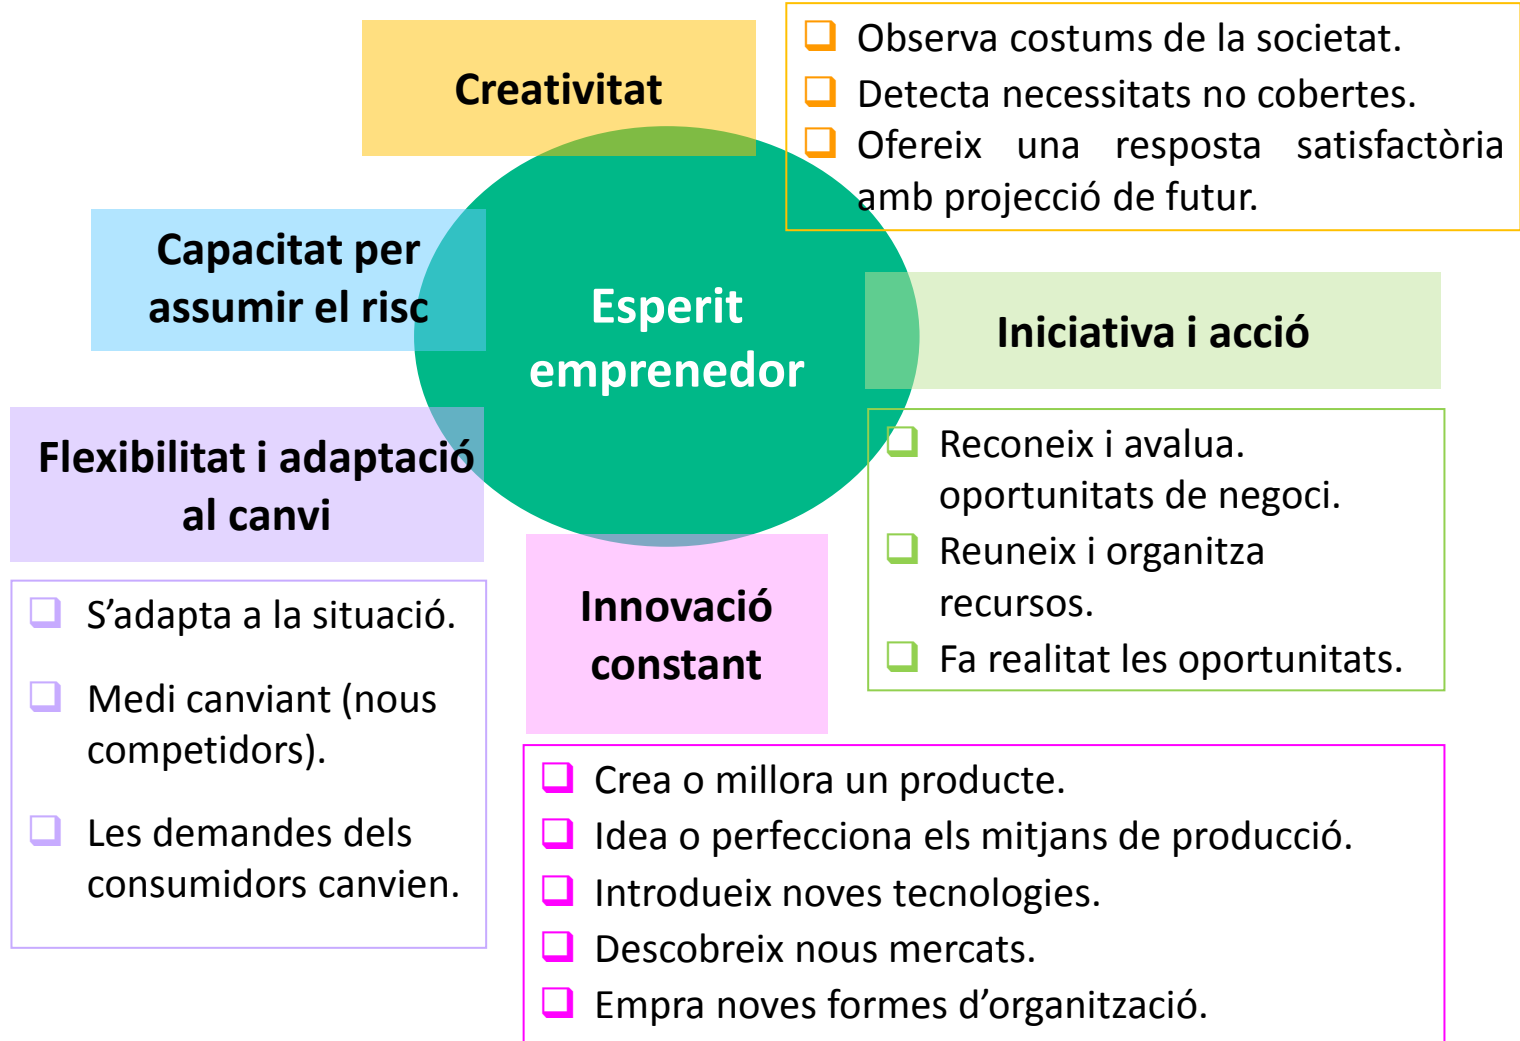 Creativitat
Observa costums de la societat.
Detecta necessitats no cobertes.
Ofereix una resposta satisfactòria
amb projecció de futur.
Capacitat per
assumir el risc
Esperit
emprenedor
Iniciativa i acció
Reconeix i avalua.
oportunitats de negoci.
Reuneix i organitza
recursos.
Fa realitat les oportunitats.
Flexibilitat i adaptació
al canvi
S’adapta a la situació.
Medi canviant (nous
competidors).
Les demandes dels
consumidors canvien.
Innovació
constant
Crea o millora un producte.
Idea o perfecciona els mitjans de producció.
Introdueix noves tecnologies.
Descobreix nous mercats.
Empra noves formes d’organització.